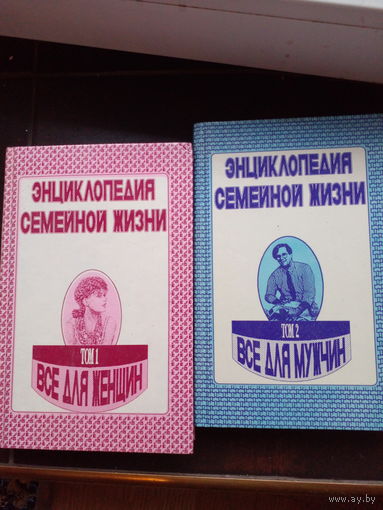 ЭНЦИКЛОПЕДИЯ
СЕМЕЙНОЙ ЖИЗНИ
ТОМ 1
ВСЕ ДЛЯ ЖЕНЩИН
ЭНЦИКЛОПЕДИЯ
СЕМЕЙНОЙ ЖИЗНИ
ТОМ 2
ВСЕ ДЛЯ МУЖЧИН
www.ay.by